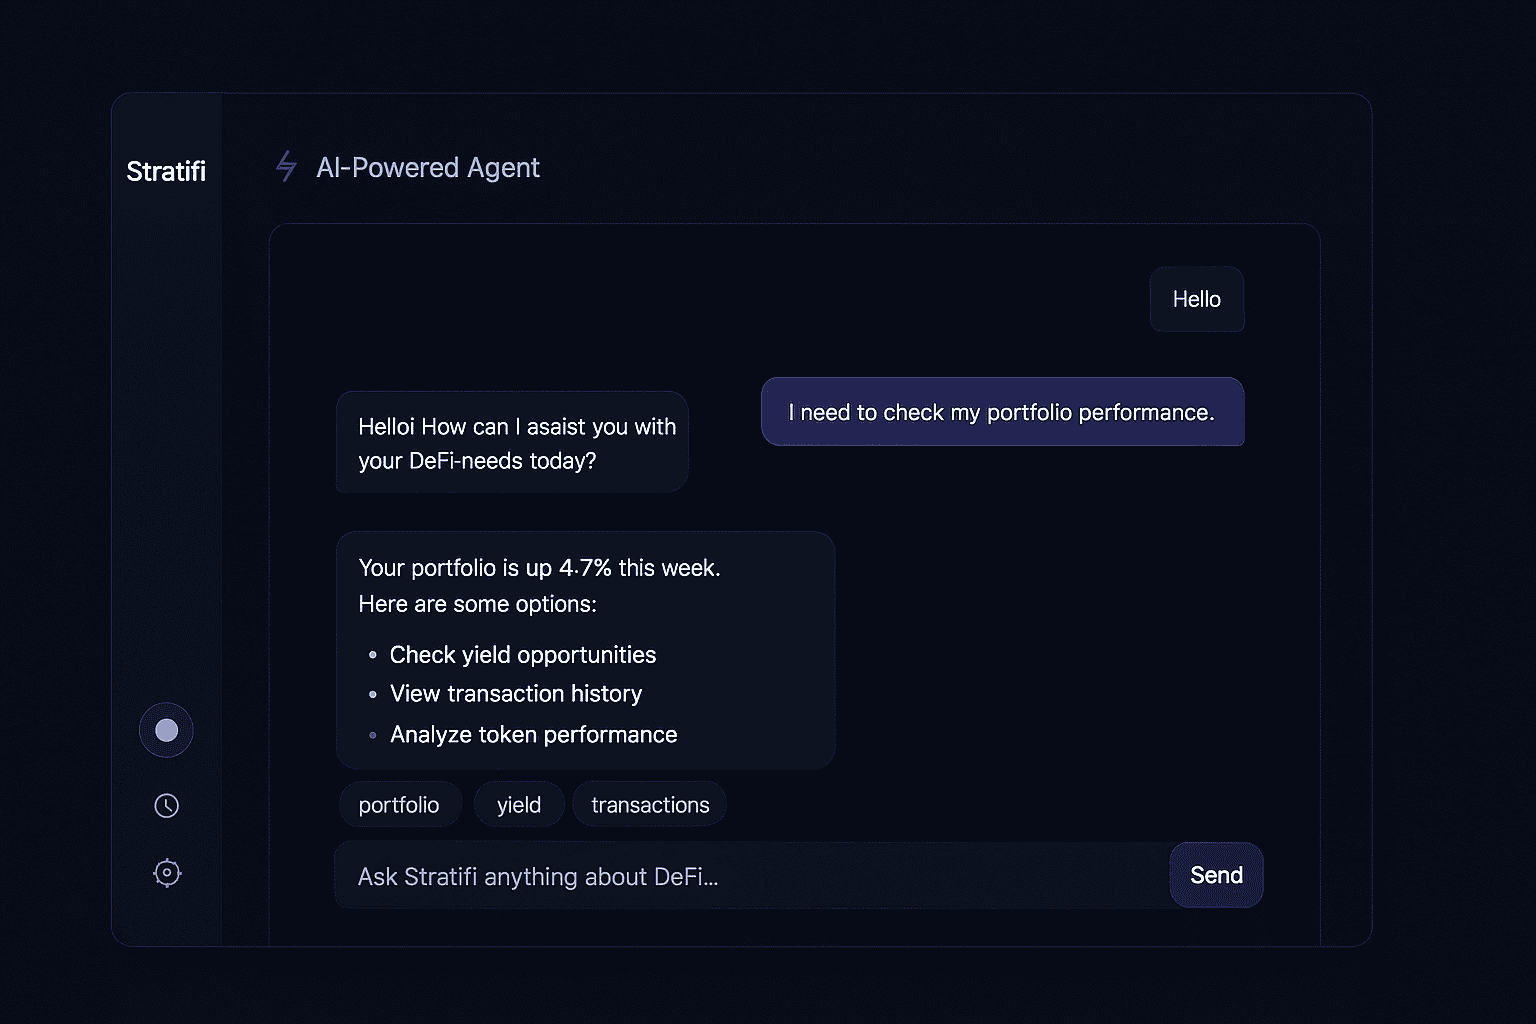 Stratifi
AI-Powered Agent
Hello
I need to check my portfolio performance.
Helloi How can I asaist you with
your DeFi-needs today?
Your portfolio is up 4.7% this week.
Here are some options:
• Check yield opportunities
• View transaction history
• Analyze token performance
portfolio yield transactions
Ask Stratifi anything about DeFi...
Send